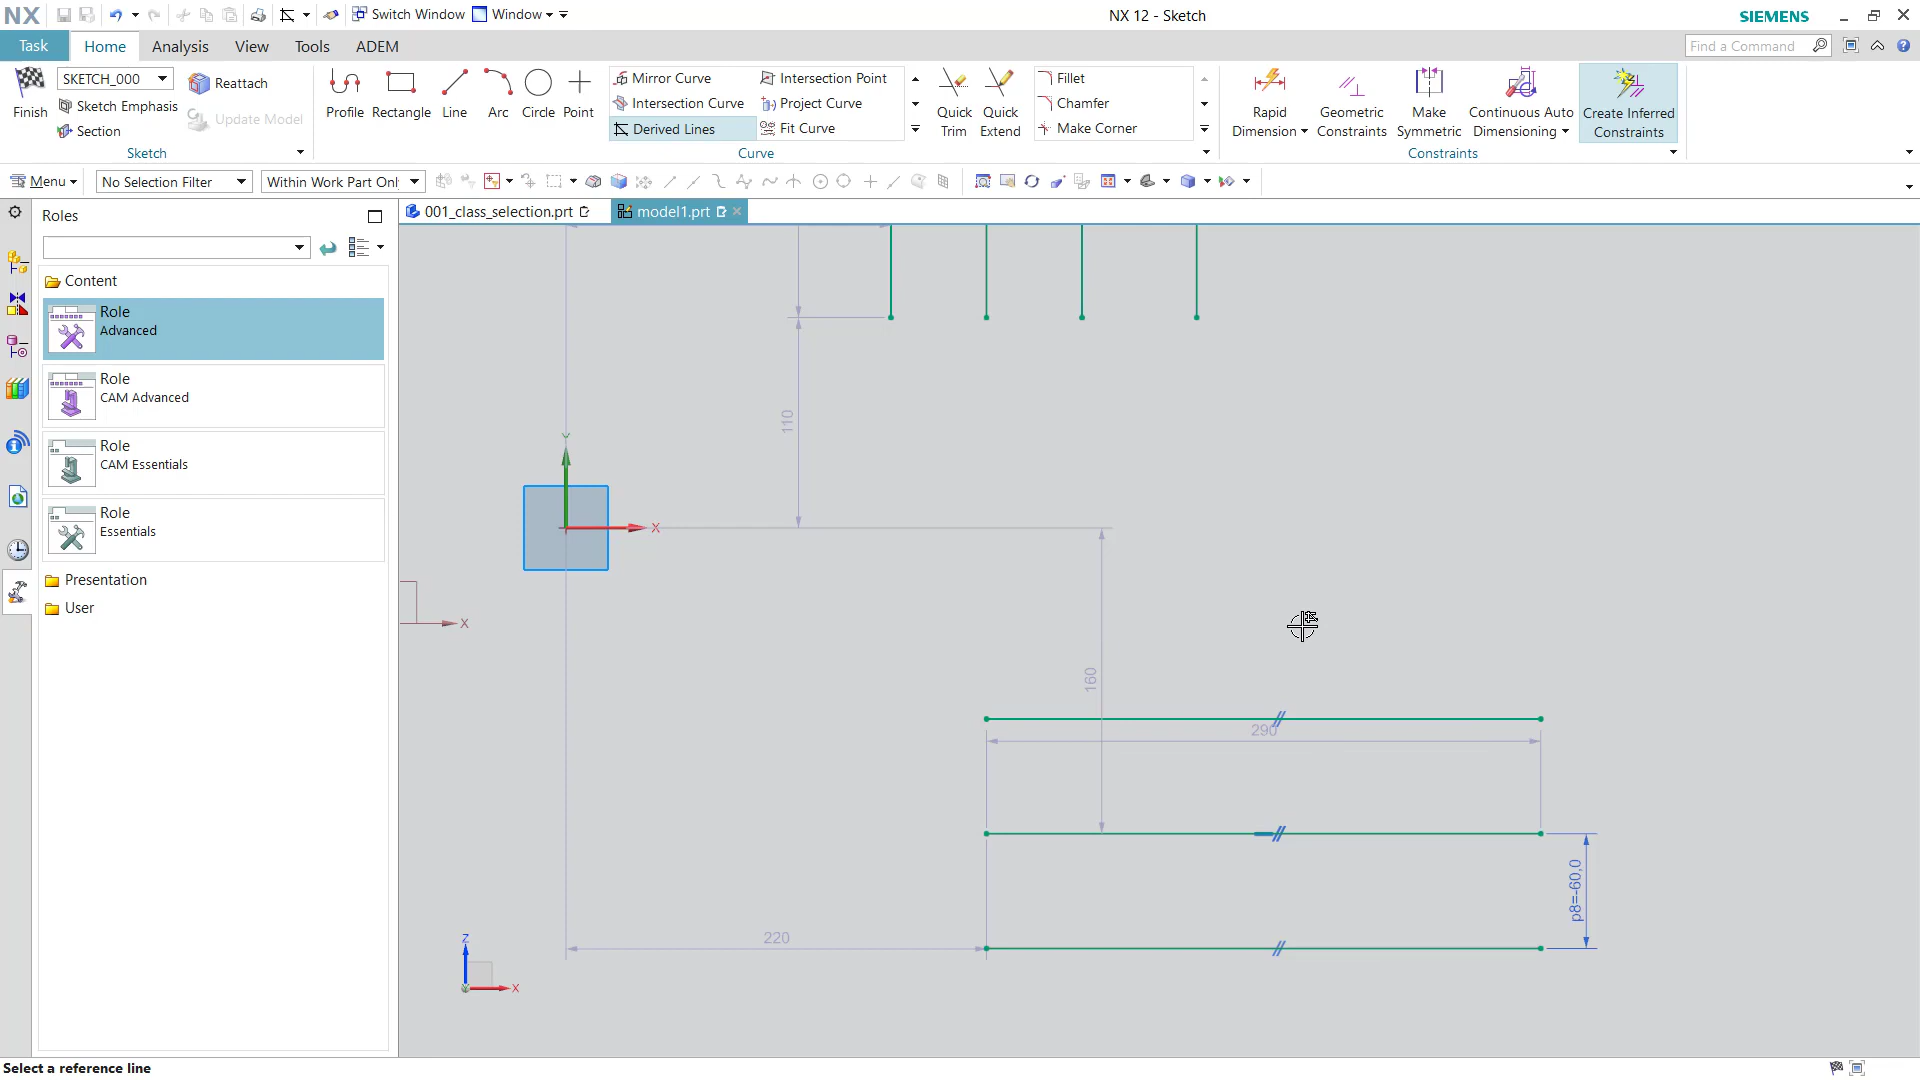 NX
Switch Window
Window
NX 12 - Sketch
SIEMENS
Task
Home
Analysis
View
Tools
ADEM
Find a Command
Finish
SKETCH_000
Sketch Emphasis
Section
Reattach
Update Model
Sketch
Profile
Rectangle
Line
Arc
Circle
Point
Mirror Curve
Intersection Curve
Derived Lines
Intersection Point
Project Curve
Fit Curve
Curve
Quick
Trim
Quick
Extend
Fillet
Chamfer
Make Corner
Rapid
Dimension
Geometric
Constraints
Make
Symmetric
Continuous Auto
Dimensioning
Create Inferred
Constraints
Constraints
Menu
No Selection Filter
Within Work Part Onl
Roles
001_class_selection.prt
model1.prt
Content
Role
Advanced
Role
CAM Advanced
Role
CAM Essentials
Role
Essentials
Presentation
User
110
Y
X
X
160
290
p8=-60,0
220
Z
Y
X
Select a reference line